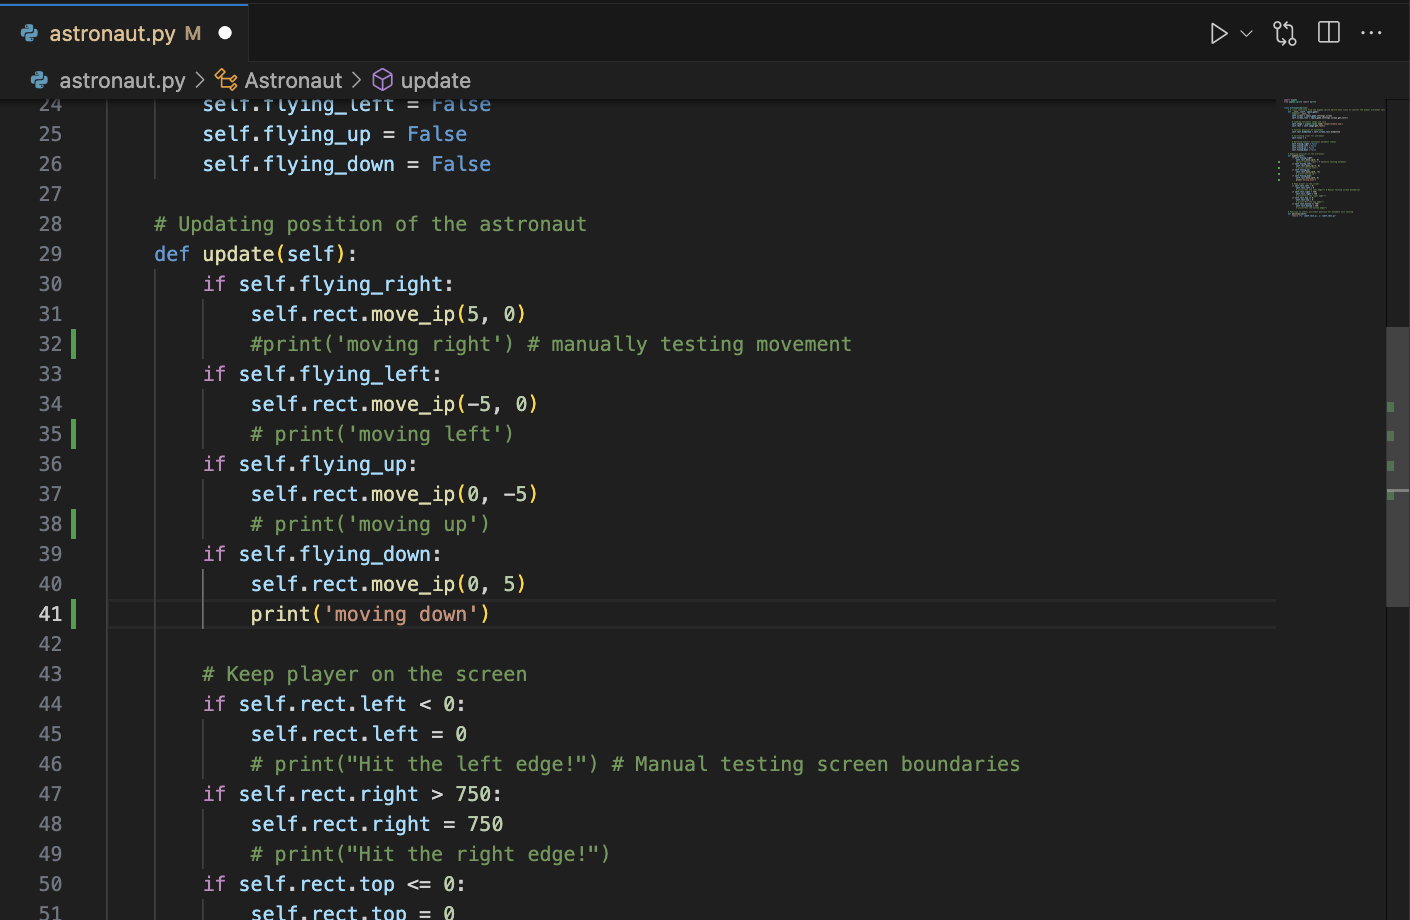 astronaut.py M
astronaut.py > Astronaut > update
24 self.flying_left = False
25 self.flying_up = False
26 self.flying_down = False
27
28 # Updating position of the astronaut
29 def update(self):
30 if self.flying_right:
31 self.rect.move_ip(5, 0)
32 #print('moving right') # manually testing movement
33 if self.flying_left:
34 self.rect.move_ip(-5, 0)
35 # print('moving left')
36 if self.flying_up:
37 self.rect.move_ip(0, -5)
38 # print('moving up')
39 if self.flying_down:
40 self.rect.move_ip(0, 5)
41 print('moving down')
42
43 # Keep player on the screen
44 if self.rect.left < 0:
45 self.rect.left = 0
46 # print("Hit the left edge!") # Manual testing screen boundaries
47 if self.rect.right > 750:
48 self.rect.right = 750
49 # print("Hit the right edge!")
50 if self.rect.top <= 0:
51 self.rect.top = 0